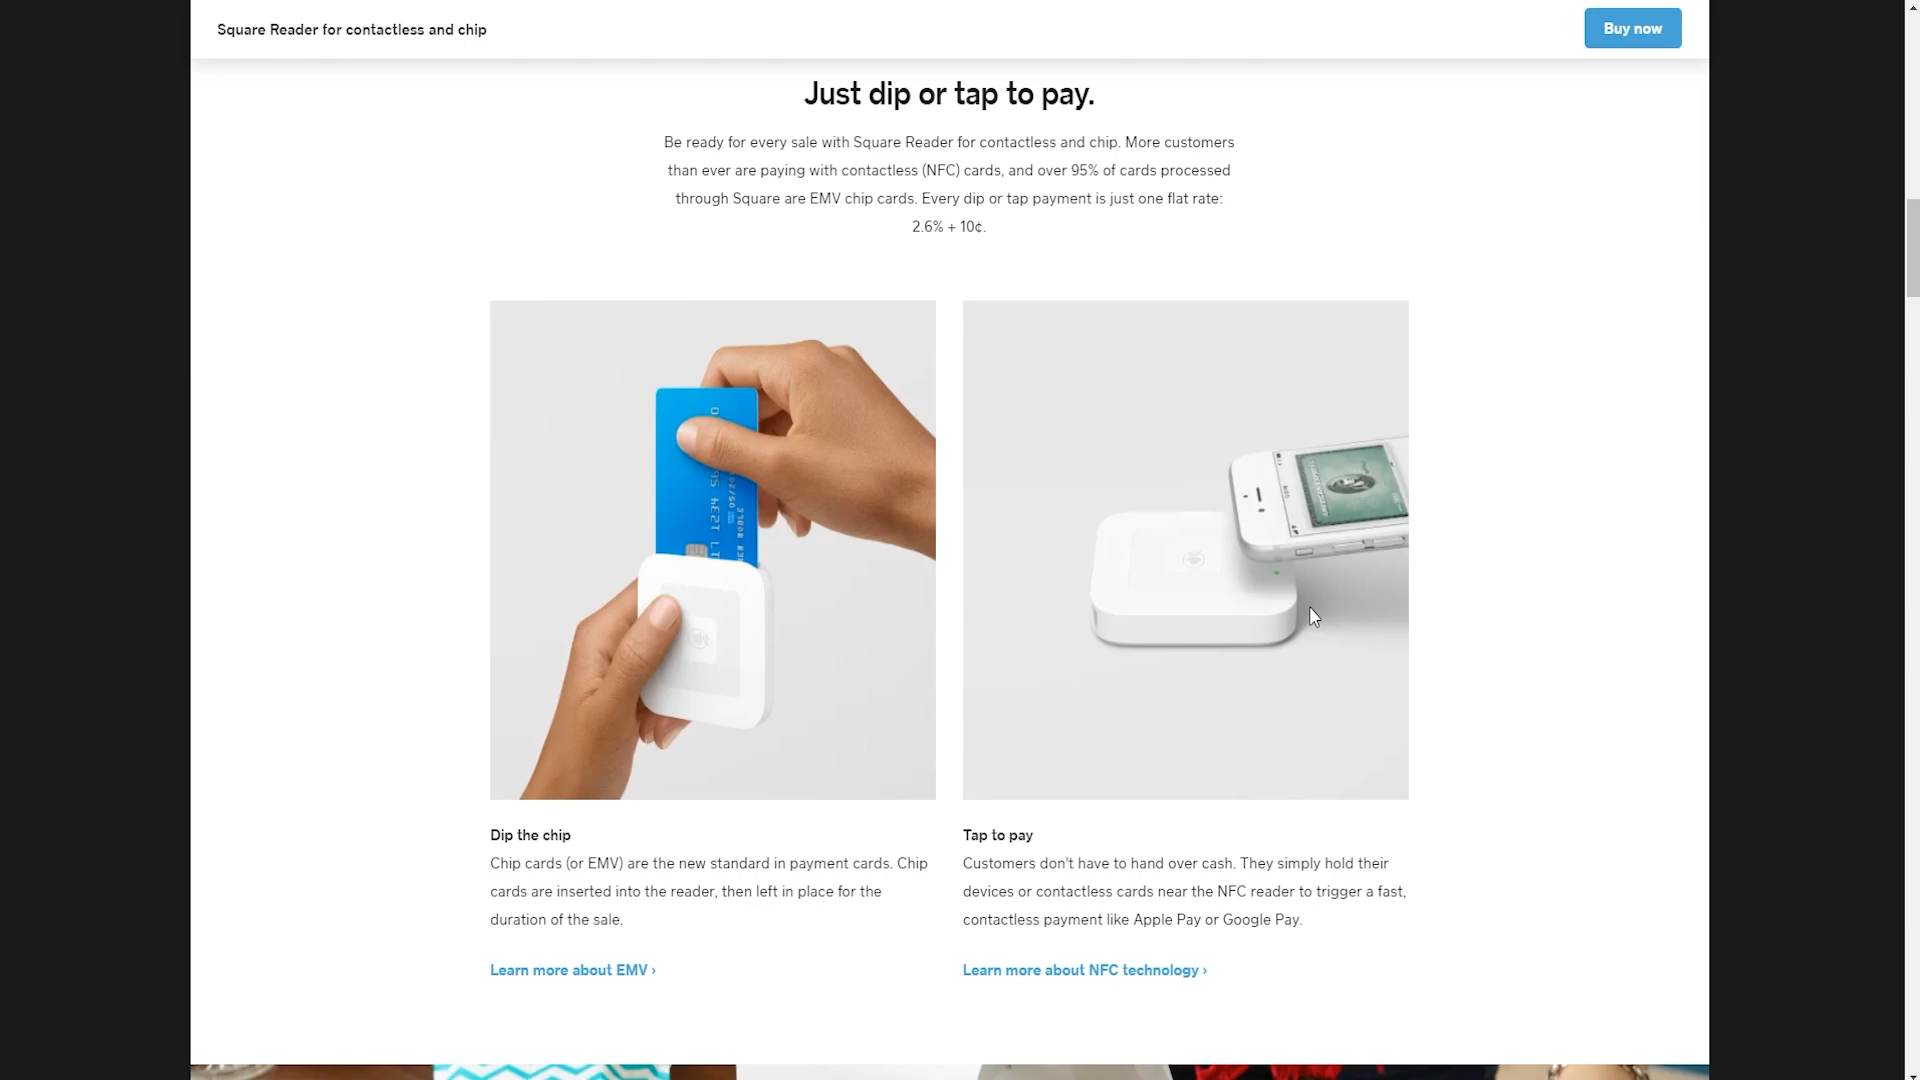 Square Reader for contactless and chip
Buy now
Just dip or tap to pay.
Be ready for every sale with Square Reader for contactless and chip. More customers
than ever are paying with contactless (NFC) cards, and over 95% of cards processed
through Square are EMV chip cards. Every dip or tap payment is just one flat rate:
2.6% + 10¢.
Dip the chip
Chip cards (or EMV) are the new standard in payment cards. Chip
cards are inserted into the reader, then left in place for the
duration of the sale.
Learn more about EMV ›
Tap to pay
Customers don't have to hand over cash. They simply hold their
devices or contactless cards near the NFC reader to trigger a fast,
contactless payment like Apple Pay or Google Pay.
Learn more about NFC technology ›